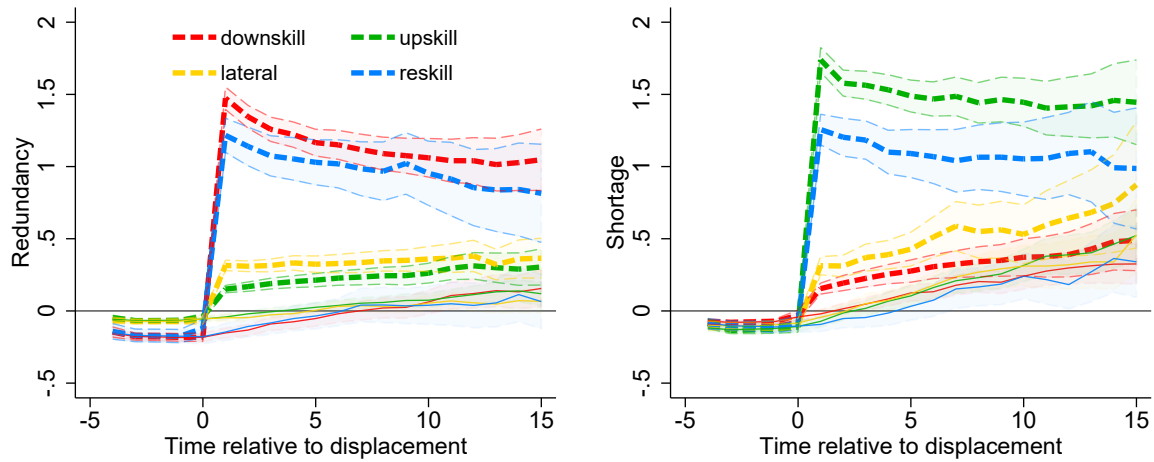 downskill
upskill
lateral
reskill
Redundancy
2
1.5
1
.5
0
-.5
-5
0
5
10
15
Time relative to displacement
Shortage
2
1.5
1
.5
0
-.5
-5
0
5
10
15
Time relative to displacement